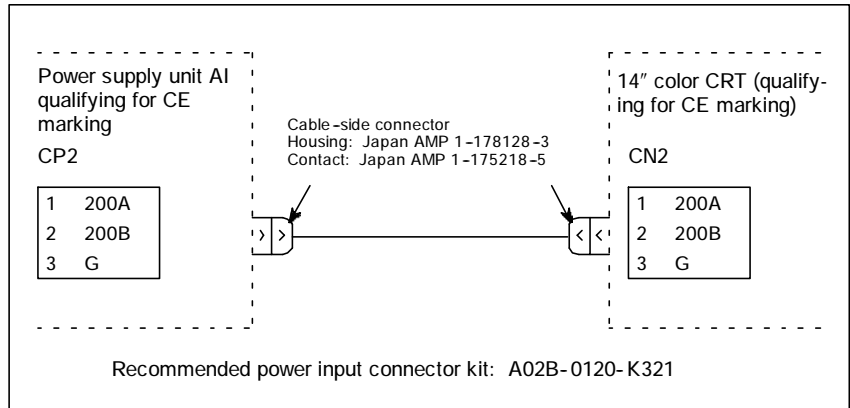 Power supply unit AI
qualifying for CE
marking
CP2
1 200A
2 200B
3 G
Cable-side connector
Housing: Japan AMP 1-178128-3
Contact: Japan AMP 1-175218-5
14″ color CRT (qualify-
ing for CE marking)
CN2
1 200A
2 200B
3 G
Recommended power input connector kit: A02B-0120-K321